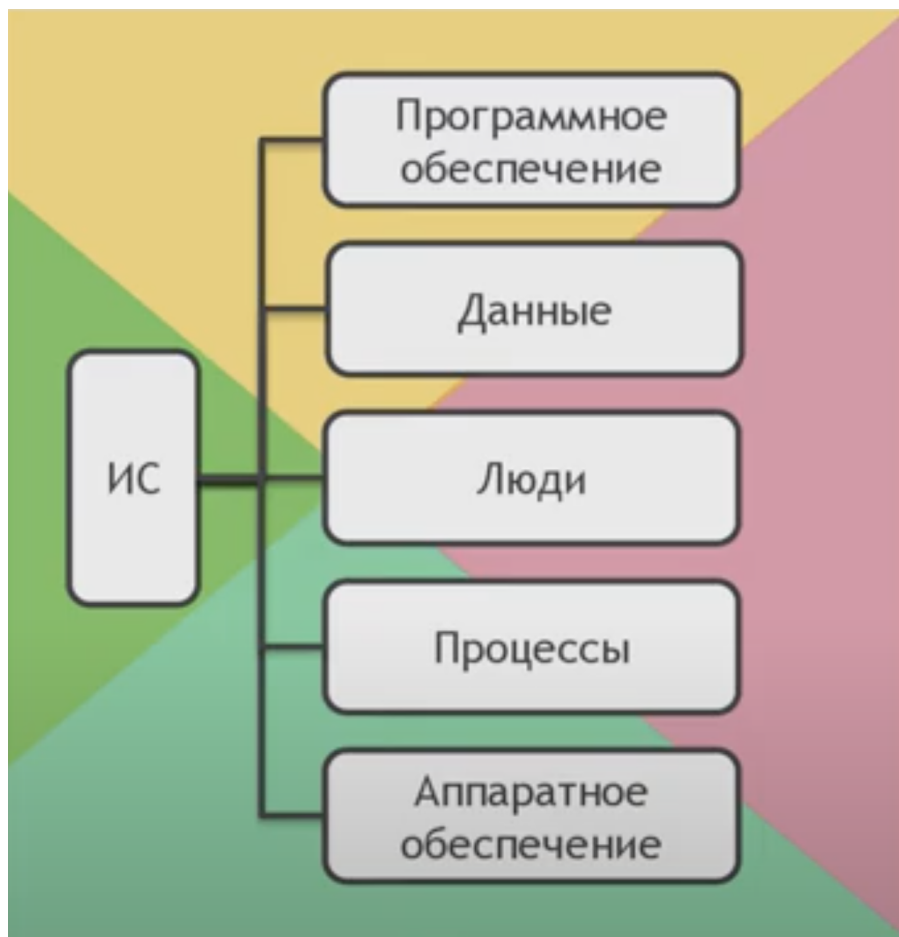 Программное
обеспечение
Данные
ИС
Люди
Процессы
Аппаратное
обеспечение